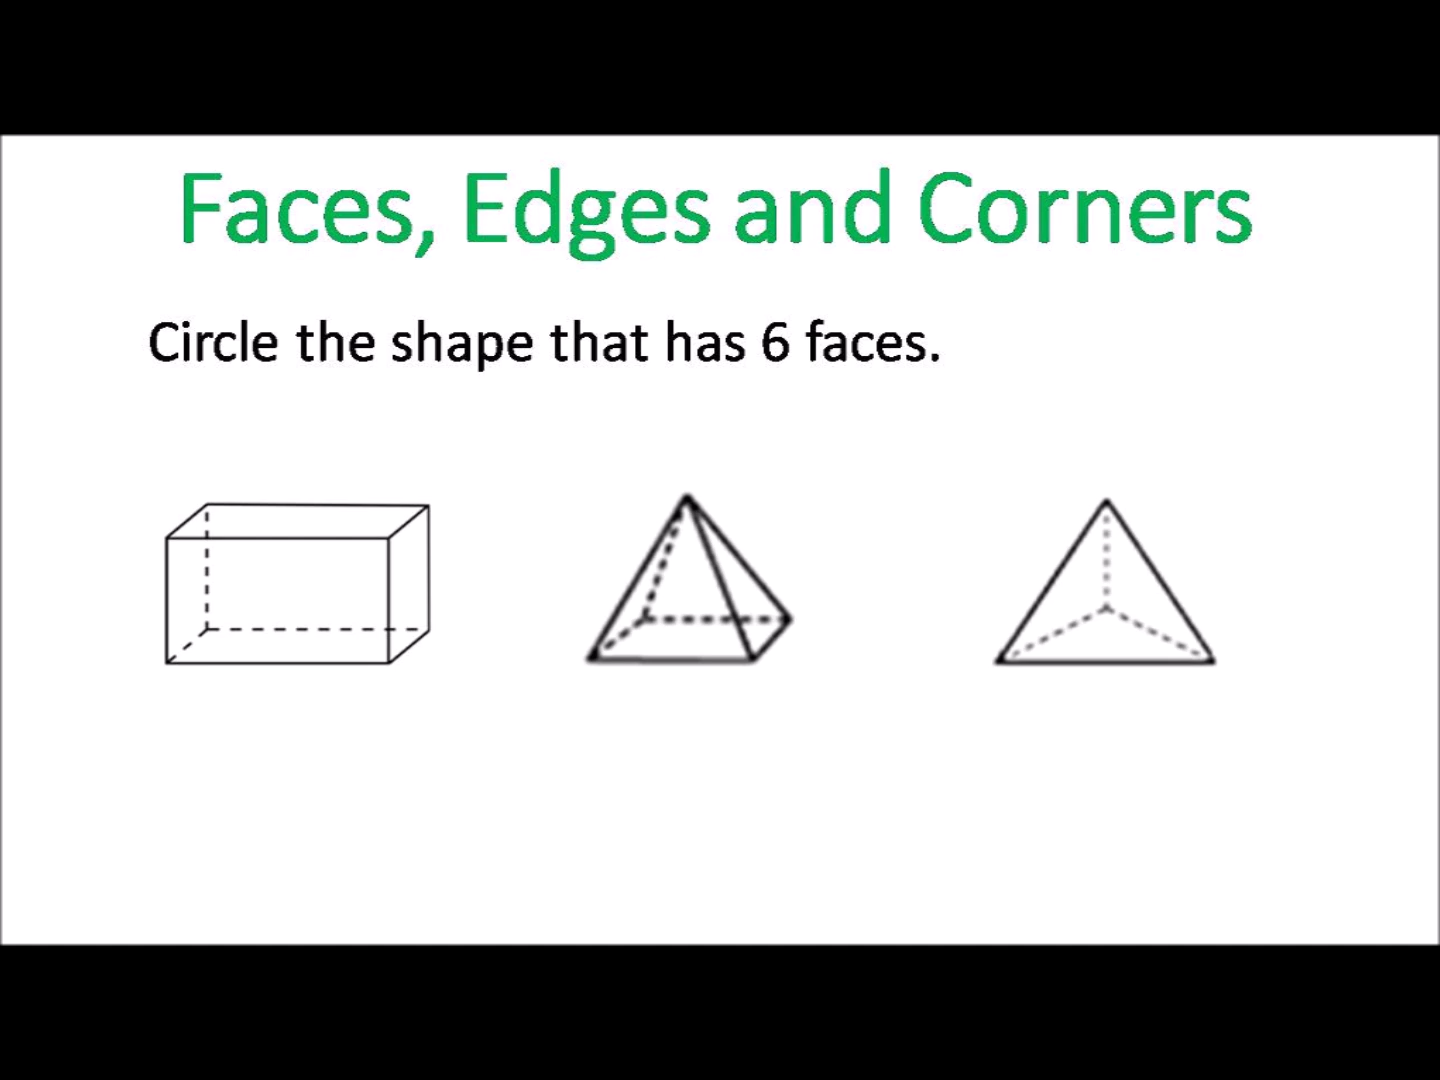 Faces, Edges and Corners
Circle the shape that has 6 faces.